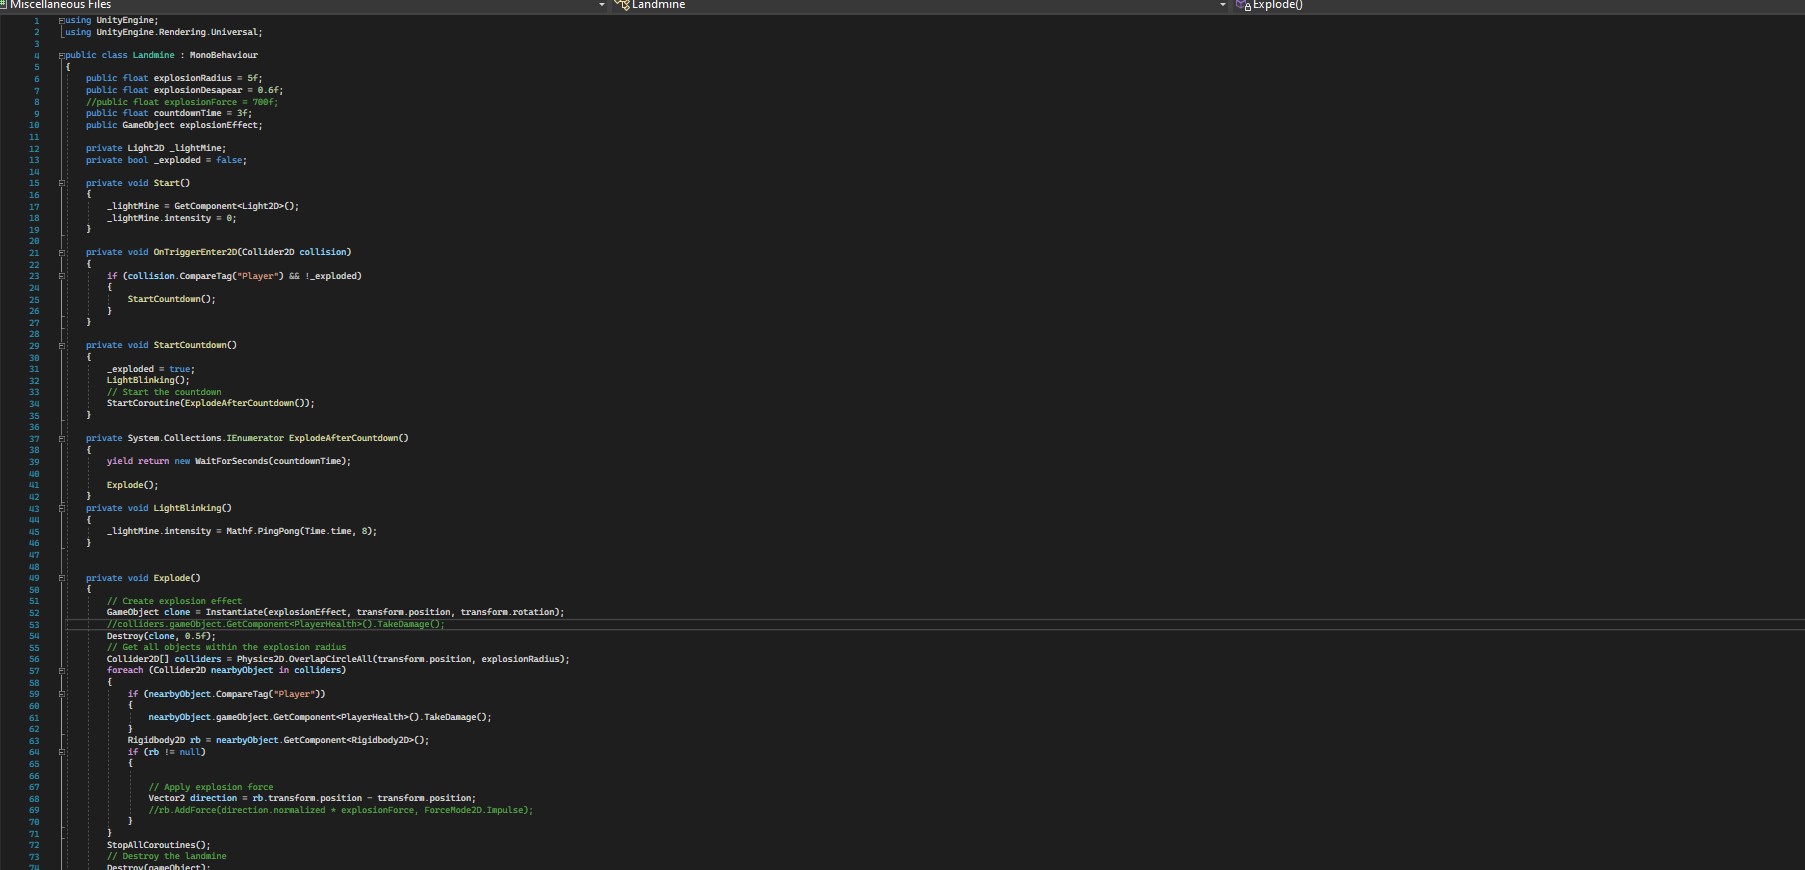 Miscellaneous Files Landmine Explode()
1 using UnityEngine;
2 using UnityEngine.Rendering.Universal;
3
4 public class Landmine : MonoBehaviour
5 {
6 public float explosionRadius = 5f;
7 public float explosionDesapear = 0.6f;
8 //public float explosionForce = 700f;
9 public float countdownTime = 3f;
10 public GameObject explosionEffect;
11
12 private Light2D _lightMine;
13 private bool _exploded = false;
14
15 private void Start()
16 {
17 _lightMine = GetComponent<Light2D>();
18 _lightMine.intensity = 0;
19 }
20
21 private void OnTriggerEnter2D(Collider2D collision)
22 {
23 if (collision.CompareTag("Player") && !_exploded)
24 {
25 StartCountdown();
26 }
27 }
28
29 private void StartCountdown()
30 {
31 _exploded = true;
32 LightBlinking();
33 // Start the countdown
34 StartCoroutine(ExplodeAfterCountdown());
35 }
36
37 private System.Collections.IEnumerator ExplodeAfterCountdown()
38 {
39 yield return new WaitForSeconds(countdownTime);
40
41 Explode();
42 }
43 private void LightBlinking()
44 {
45 _lightMine.intensity = Mathf.PingPong(Time.time, 8);
46 }
47
48
49 private void Explode()
50 {
51 // Create explosion effect
52 GameObject clone = Instantiate(explosionEffect, transform.position, transform.rotation);
53 //colliders.gameObject.GetComponent<PlayerHealth>().TakeDamage();
54 Destroy(clone, 0.5f);
55 // Get all objects within the explosion radius
56 Collider2D[] colliders = Physics2D.OverlapCircleAll(transform.position, explosionRadius);
57 foreach (Collider2D nearbyObject in colliders)
58 {
59 if (nearbyObject.CompareTag("Player"))
60 {
61 nearbyObject.gameObject.GetComponent<PlayerHealth>().TakeDamage();
62 }
63 Rigidbody2D rb = nearbyObject.GetComponent<Rigidbody2D>();
64 if (rb != null)
65 {
66
67 // Apply explosion force
68 Vector2 direction = rb.transform.position - transform.position;
69 //rb.AddForce(direction.normalized * explosionForce, ForceMode2D.Impulse);
70 }
71 }
72 StopAllCoroutines();
73 // Destroy the landmine
74 Destroy(gameObject);